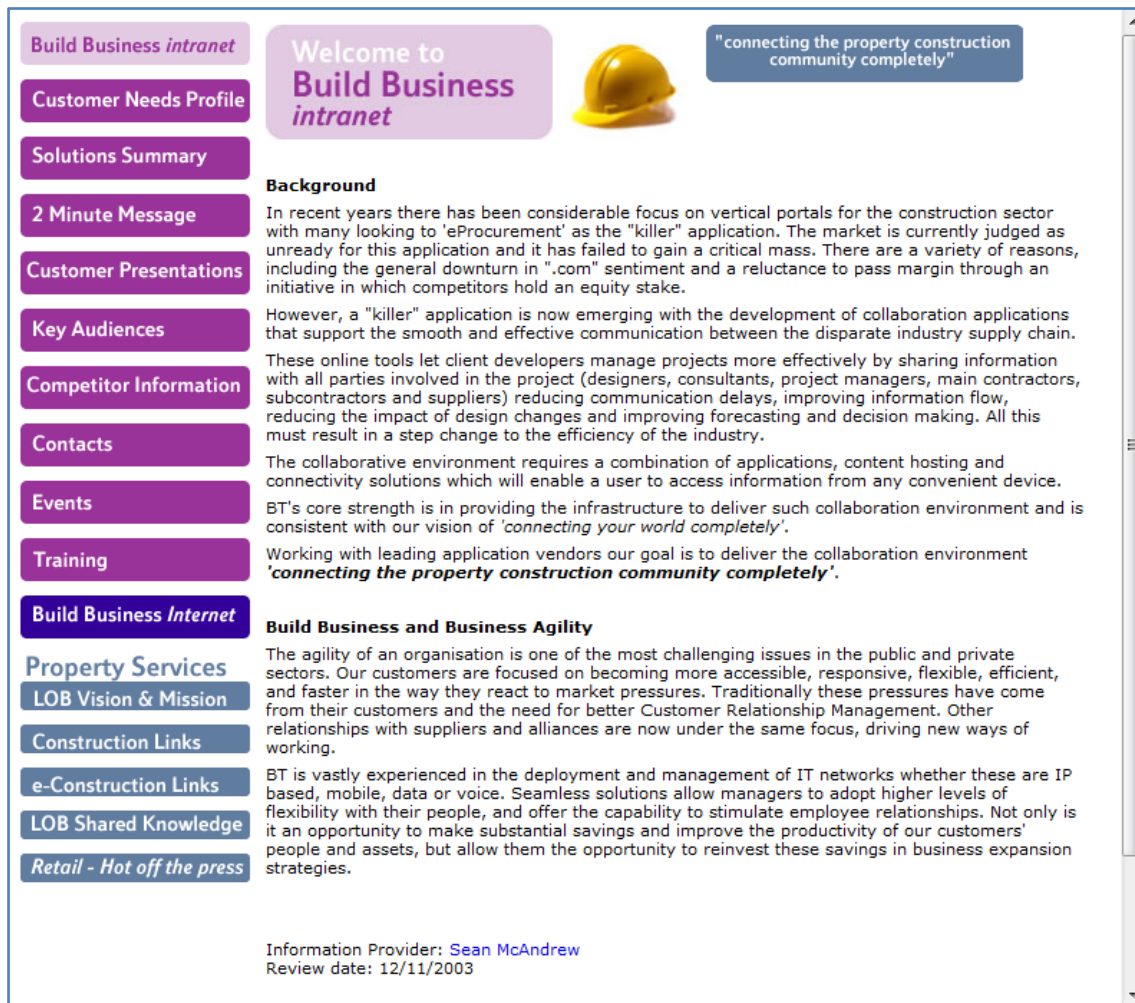 Build Business intranet
Customer Needs Profile
Solutions Summary
2 Minute Message
Customer Presentations
Key Audiences
Competitor Information
Contacts
Events
Training
Build Business Internet
Property Services
LOB Vision & Mission
Construction Links
e-Construction Links
LOB Shared Knowledge
Retail - Hot off the press
Welcome to
Build Business
intranet
"connecting the property construction
community completely"
Background
In recent years there has been considerable focus on vertical portals for the construction sector
with many looking to 'eProcurement' as the "killer" application. The market is currently judged as
unready for this application and it has failed to gain a critical mass. There are a variety of reasons,
including the general downturn in ".com" sentiment and a reluctance to pass margin through an
initiative in which competitors hold an equity stake.
However, a "killer" application is now emerging with the development of collaboration applications
that support the smooth and effective communication between the disparate industry supply chain.
These online tools let client developers manage projects more effectively by sharing information
with all parties involved in the project (designers, consultants, project managers, main contractors,
subcontractors and suppliers) reducing communication delays, improving information flow,
reducing the impact of design changes and improving forecasting and decision making. All this
must result in a step change to the efficiency of the industry.
The collaborative environment requires a combination of applications, content hosting and
connectivity solutions which will enable a user to access information from any convenient device.
BT's core strength is in providing the infrastructure to deliver such collaboration environment and is
consistent with our vision of 'connecting your world completely'.
Working with leading application vendors our goal is to deliver the collaboration environment
'connecting the property construction community completely'.
Build Business and Business Agility
The agility of an organisation is one of the most challenging issues in the public and private
sectors. Our customers are focused on becoming more accessible, responsive, flexible, efficient,
and faster in the way they react to market pressures. Traditionally these pressures have come
from their customers and the need for better Customer Relationship Management. Other
relationships with suppliers and alliances are now under the same focus, driving new ways of
working.
BT is vastly experienced in the deployment and management of IT networks whether these are IP
based, mobile, data or voice. Seamless solutions allow managers to adopt higher levels of
flexibility with their people, and offer the capability to stimulate employee relationships. Not only is
it an opportunity to make substantial savings and improve the productivity of our customers'
people and assets, but allow them the opportunity to reinvest these savings in business expansion
strategies.
Information Provider: Sean McAndrew
Review date: 12/11/2003